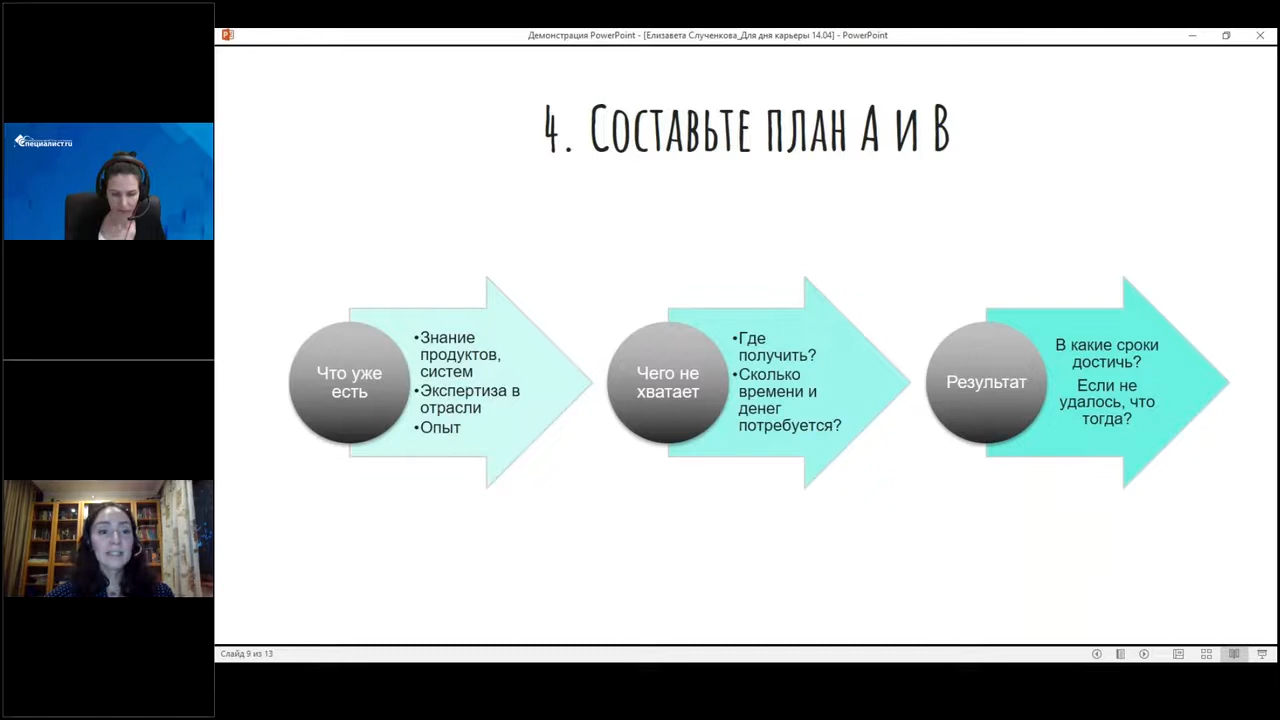 Демонстрация PowerPoint - [Елизавета Слученкова_Для дня карьеры 14.04] - PowerPoint
специалист.ru
4. Составьте план А и В
Что уже
есть
•Знание
продуктов,
систем
•Экспертиза в
отрасли
•Опыт
Чего не
хватает
•Где
получить?
•Сколько
времени и
денег
потребуется?
Результат
В какие сроки
достичь?
Если не
удалось, что
тогда?
Слайд 9 из 13